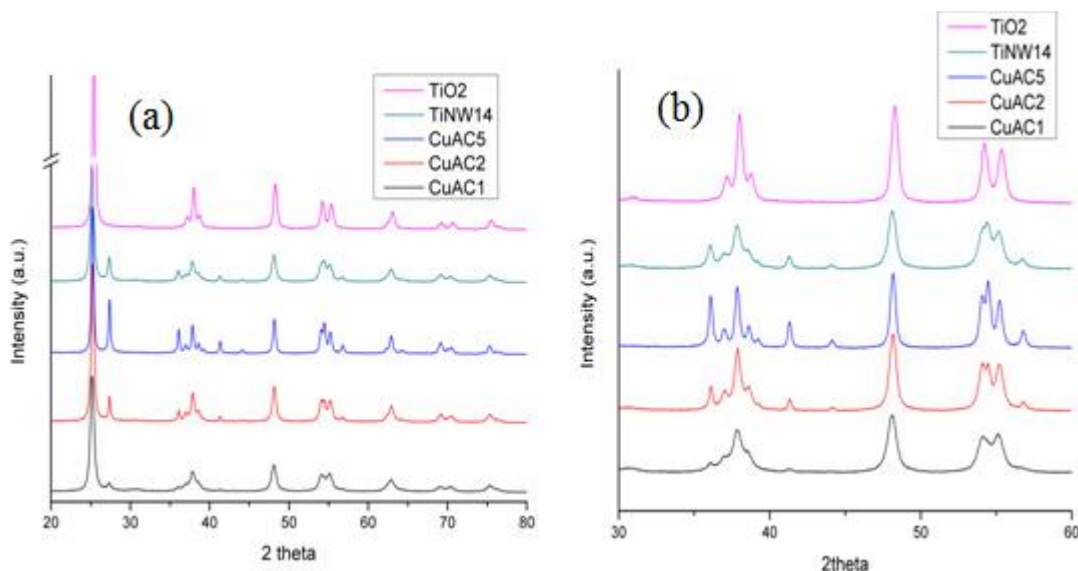 (a)
TiO2
TiNW14
CuAC5
CuAC2
CuAC1
Intensity (a.u.)
20 30 40 50 60 70 80
2 theta
(b)
TiO2
TiNW14
CuAC5
CuAC2
CuAC1
Intensity (a.u.)
30 40 50 60
2theta